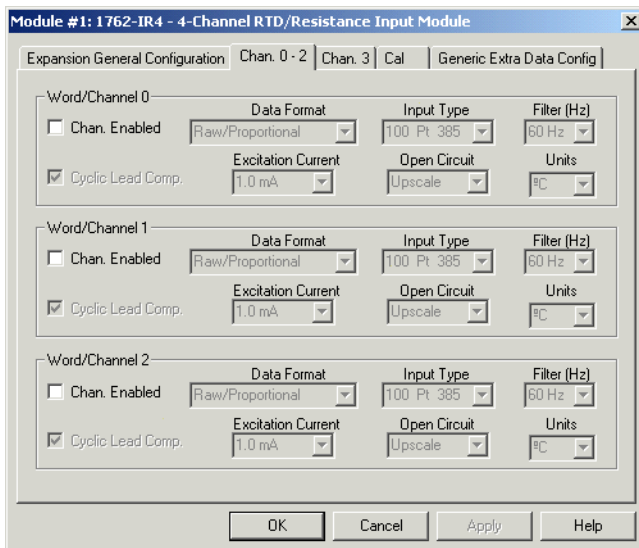 Module #1: 1762-IR4 - 4-Channel RTD/Resistance Input Module
Expansion General Configuration Chan. 0 - 2 Chan. 3 Cal Generic Extra Data Config
Word/Channel 0
Data Format Input Type Filter (Hz)
Chan. Enabled Raw/Proportional 100 Pt 385 60 Hz
Excitation Current Open Circuit Units
Cyclic Lead Comp. 1.0 mA Upscale ºC
Word/Channel 1
Data Format Input Type Filter (Hz)
Chan. Enabled Raw/Proportional 100 Pt 385 60 Hz
Excitation Current Open Circuit Units
Cyclic Lead Comp. 1.0 mA Upscale ºC
Word/Channel 2
Data Format Input Type Filter (Hz)
Chan. Enabled Raw/Proportional 100 Pt 385 60 Hz
Excitation Current Open Circuit Units
Cyclic Lead Comp. 1.0 mA Upscale ºC
OK Cancel Apply Help